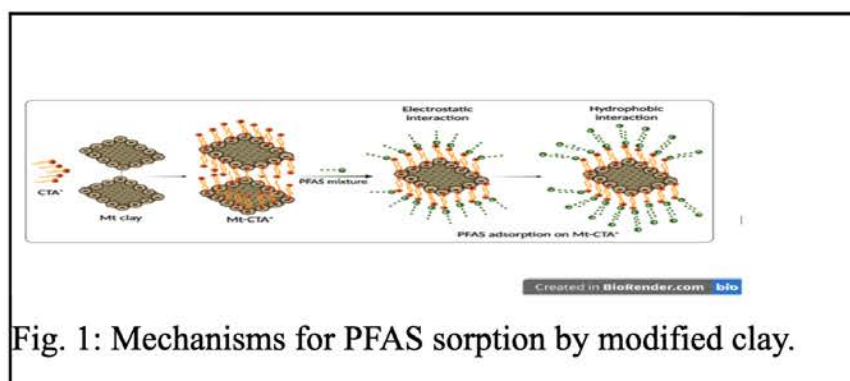 Electrostatic
interaction
Hydrophobic
interaction
CTA⁺
Mt clay
Mt-CTA⁺
PFAS mixture
PFAS adsorption on Mt-CTA⁺
Created in BioRender.com bio
Fig. 1: Mechanisms for PFAS sorption by modified clay.